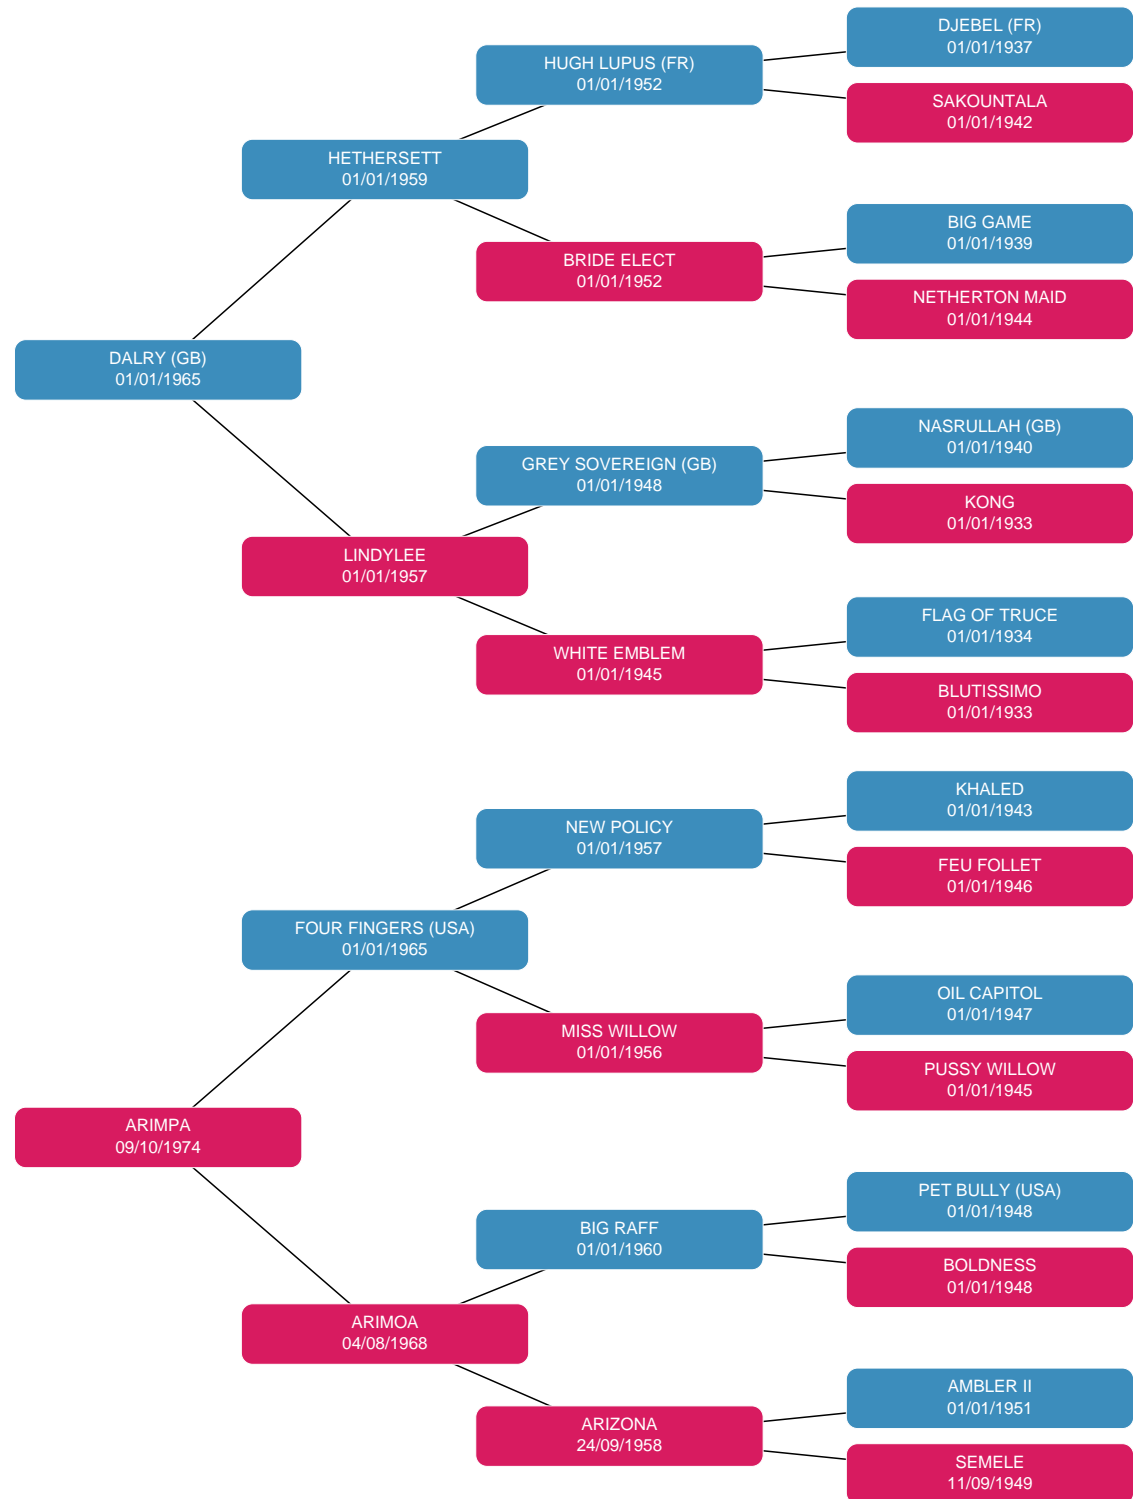 DJEBEL (FR)
01/01/1937
HUGH LUPUS (FR)
01/01/1952
SAKOUNTALA
01/01/1942
HETHERSETT
01/01/1959
BIG GAME
01/01/1939
BRIDE ELECT
01/01/1952
NETHERTON MAID
01/01/1944
DALRY (GB)
01/01/1965
NASRULLAH (GB)
01/01/1940
GREY SOVEREIGN (GB)
01/01/1948
KONG
01/01/1933
LINDYLEE
01/01/1957
FLAG OF TRUCE
01/01/1934
WHITE EMBLEM
01/01/1945
BLUTISSIMO
01/01/1933
KHALED
01/01/1943
NEW POLICY
01/01/1957
FEU FOLLET
01/01/1946
FOUR FINGERS (USA)
01/01/1965
OIL CAPITOL
01/01/1947
MISS WILLOW
01/01/1956
PUSSY WILLOW
01/01/1945
ARIMPA
09/10/1974
PET BULLY (USA)
01/01/1948
BIG RAFF
01/01/1960
BOLDNESS
01/01/1948
ARIMOA
04/08/1968
AMBLER II
01/01/1951
ARIZONA
24/09/1958
SEMELE
11/09/1949